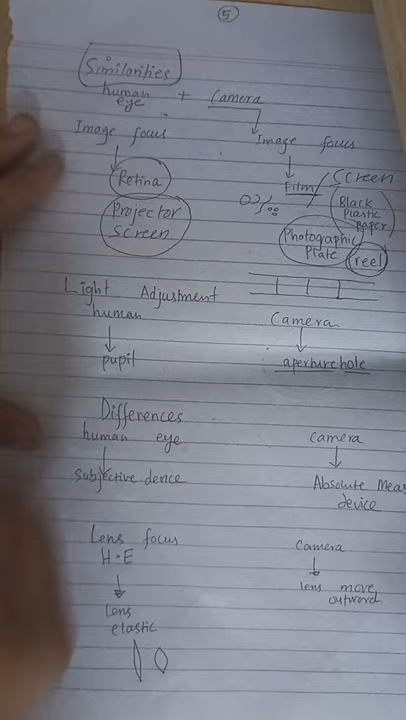 5
Similarities
human eye + Camera
Image focus Image focus
Retina Film/Screen
Projector Screen Black Plastic Paper
Photographic Plate reel
Light Adjustment
human Camera
pupil aperture hole
Differences
human eye Camera
Subjective dence Absolute Meas
device
Lens focus
H.E Camera
Lens elastic lens move outword